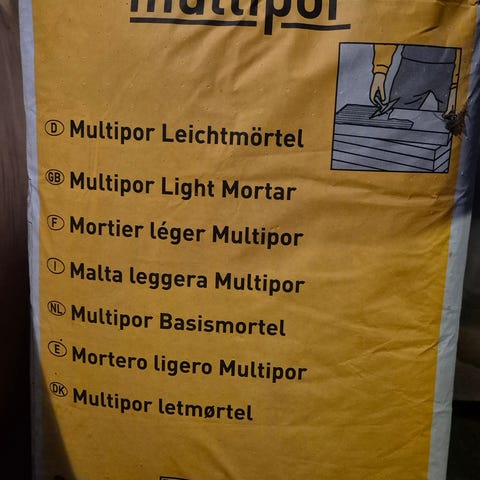 multipor
D Multipor Leichtmörtel
GB Multipor Light Mortar
F Mortier léger Multipor
I Malta leggera Multipor
NL Multipor Basismortel
E Mortero ligero Multipor
DK Multipor letmørtel